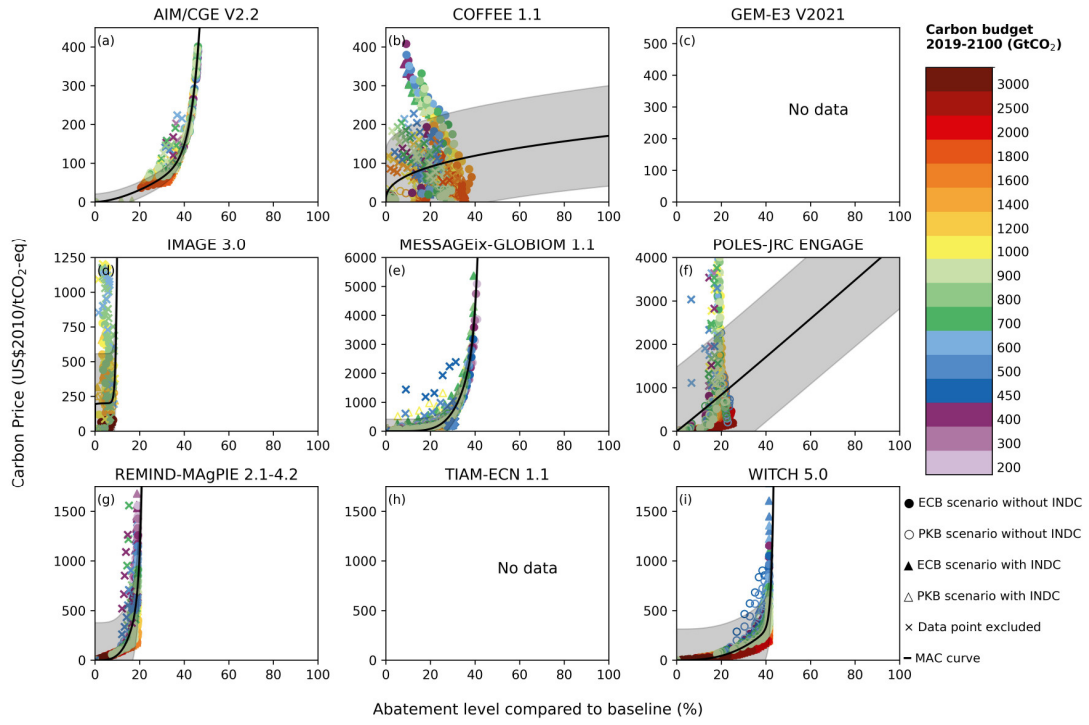 AIM/CGE V2.2
COFFEE 1.1
GEM-E3 V2021
(a)
400
300
200
100
0
0 20 40 60 80 100
(b)
400
300
200
100
0
0 20 40 60 80 100
(c)
550
500
450
400
350
300
No data
0 20 40 60 80 100
Carbon budget
2019-2100 (GtCO₂)
3000
2500
2000
1800
1600
1400
1200
1000
900
800
700
600
500
450
400
300
200
IMAGE 3.0
MESSAGEix-GLOBIOM 1.1
POLES-JRC ENGAGE
Carbon Price (US$2010/tCO₂-eq)
(d)
1250
1000
750
500
250
0
0 20 40 60 80 100
(e)
6000
5000
4000
3000
2000
1000
0
0 20 40 60 80 100
(f)
4000
3000
2000
1000
0
0 20 40 60 80 100
REMIND-MAgPIE 2.1-4.2
TIAM-ECN 1.1
WITCH 5.0
(g)
1500
1000
500
0
0 20 40 60 80 100
(h)
1500
1000
500
0
No data
0 20 40 60 80 100
(i)
1500
1000
500
0
0 20 40 60 80 100
ECB scenario without INDC
PKB scenario without INDC
ECB scenario with INDC
PKB scenario with INDC
Data point excluded
MAC curve
Abatement level compared to baseline (%)